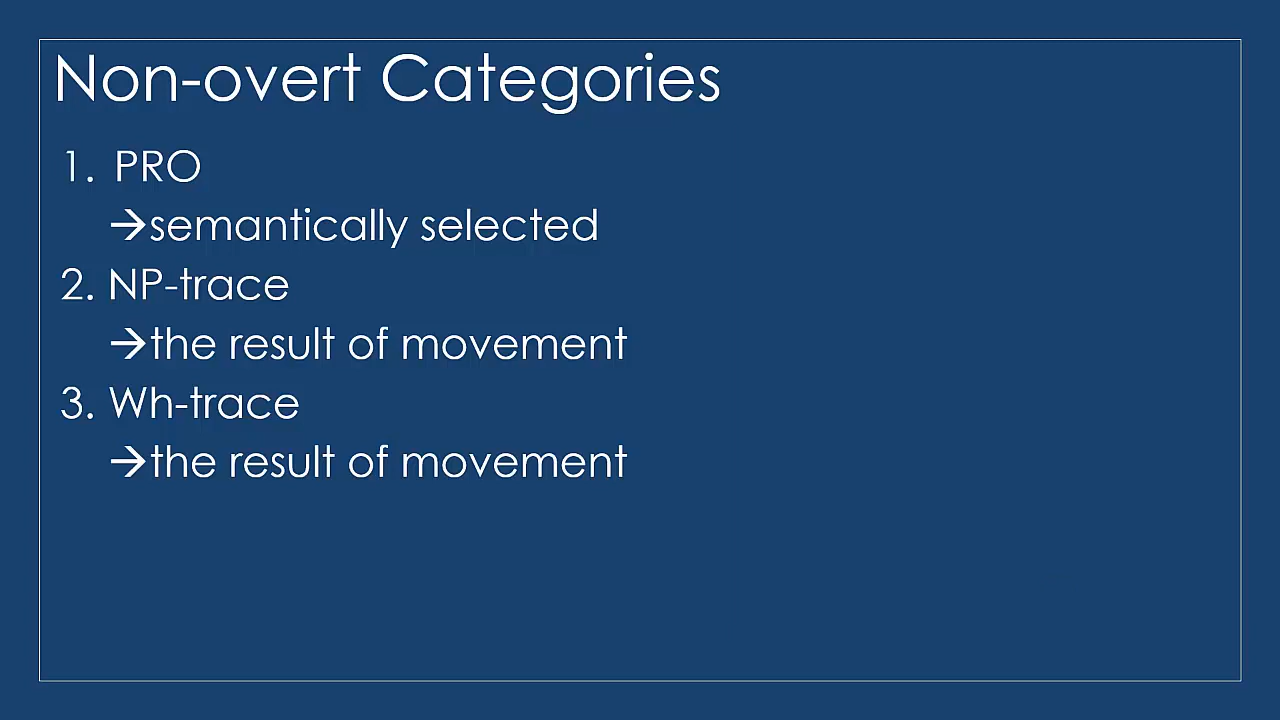 Non-overt Categories
1. PRO
→semantically selected
2. NP-trace
→the result of movement
3. Wh-trace
→the result of movement